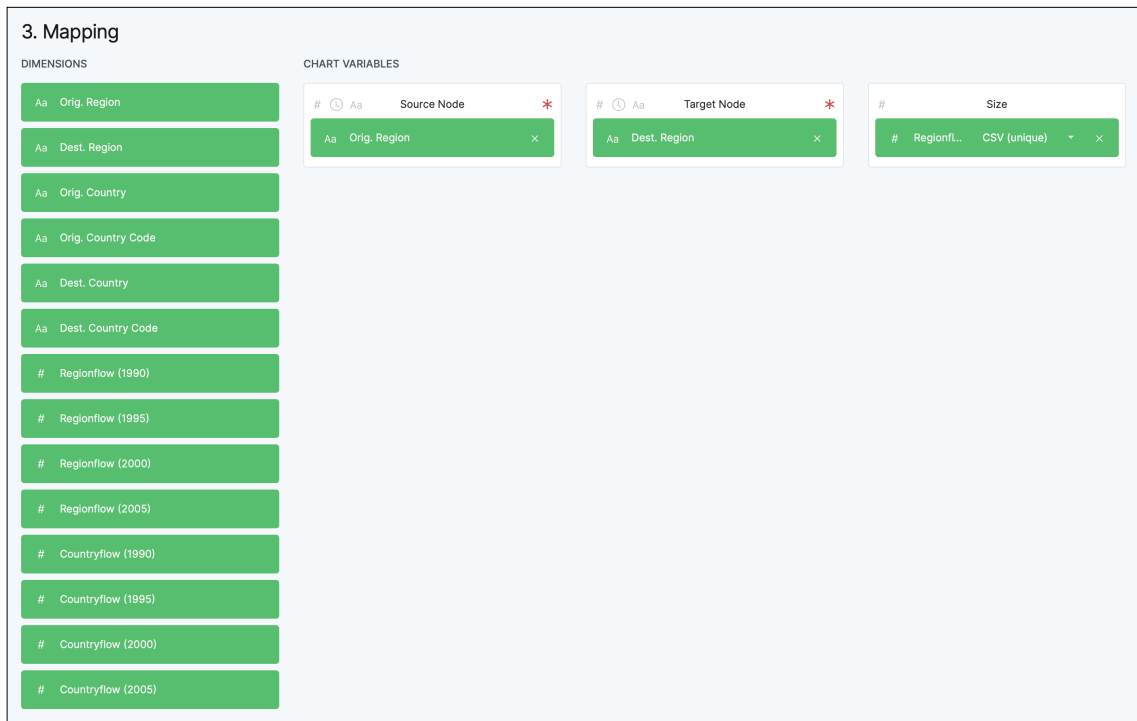 3. Mapping
DIMENSIONS
Aa Orig. Region
Aa Dest. Region
Aa Orig. Country
Aa Orig. Country Code
Aa Dest. Country
Aa Dest. Country Code
# Regionflow (1990)
# Regionflow (1995)
# Regionflow (2000)
# Regionflow (2005)
# Countryflow (1990)
# Countryflow (1995)
# Countryflow (2000)
# Countryflow (2005)
CHART VARIABLES
# Aa Source Node *
Aa Orig. Region ×
# Aa Target Node *
Aa Dest. Region ×
# Size
# Regionfl... CSV (unique) ×